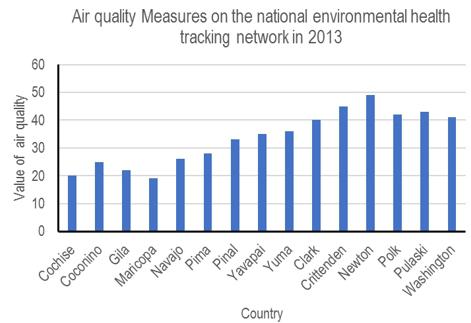 Air quality Measures on the national environmental health
tracking network in 2013
Value of air quality
60
50
40
30
20
10
0
Cochise
Coconino
Gila
Maricopa
Navajo
Pima
Pinal
Yavapai
Yuma
Clark
Crittenden
Newton
Polk
Pulaski
Washington
Country